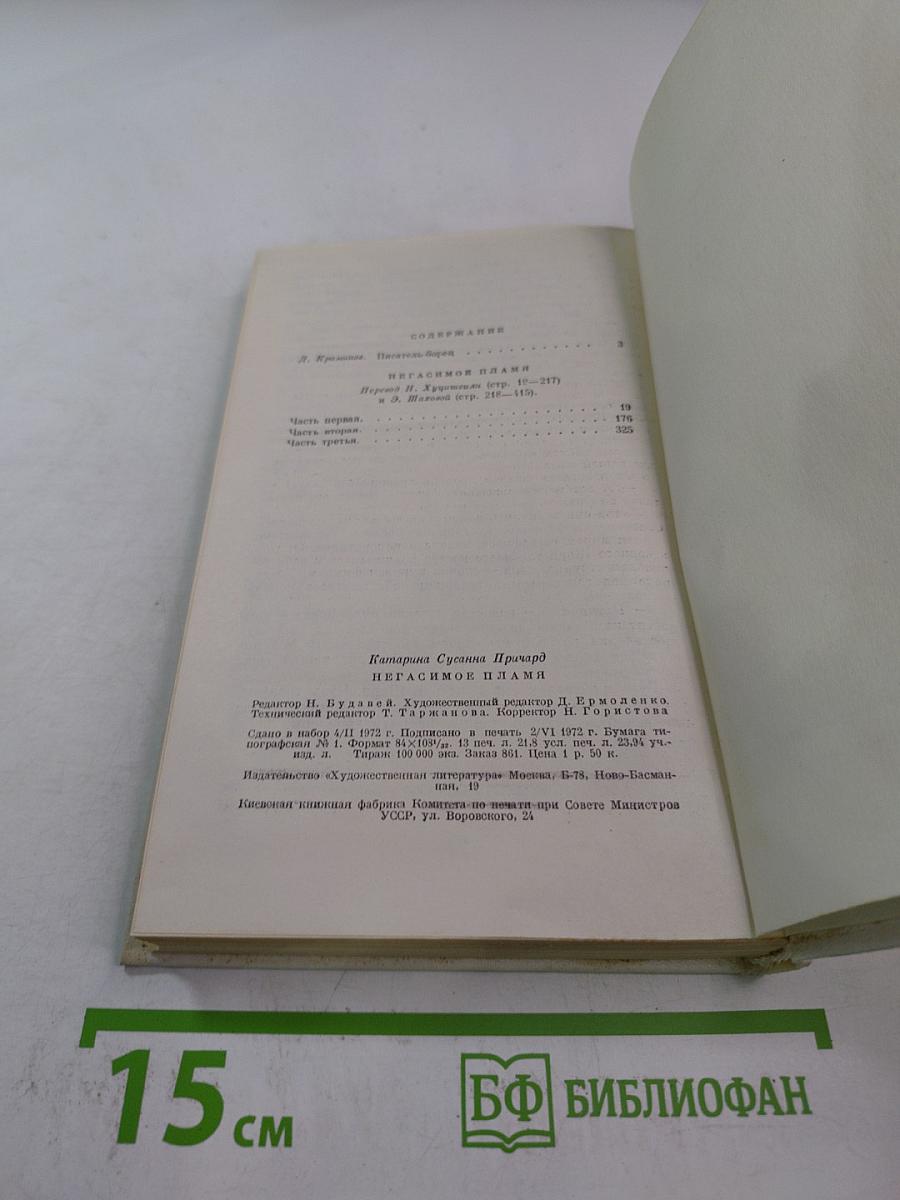 СОДЕРЖАНИЕ
Л. Кроманов. Писатель-борец . . . . . . . . . . . . 3
НЕГАСИМОЕ ПЛАМЯ
Перевод Н. Хуцишвили (стр. 19—217)
и Э. Шаховой (стр. 218—415).
Часть первая. . . . . . . . . . . . . . . . . . . . 19
Часть вторая. . . . . . . . . . . . . . . . . . . . 176
Часть третья. . . . . . . . . . . . . . . . . . . . 325
Катарина Сусанна Причард
НЕГАСИМОЕ ПЛАМЯ
Редактор Н. Будавей. Художественный редактор Д. Ермоленко.
Технический редактор Т. Таржанова. Корректор Н. Гористова
Сдано в набор 4/II 1972 г. Подписано в печать 2/VI 1972 г. Бумага ти-
пографская № 1. Формат 84×108¹/₃₂. 13 печ. л. 21,8 усл. печ. л. 23,94 уч.-
изд. л. Тираж 100 000 экз. Заказ 861. Цена 1 р. 50 к.
Издательство «Художественная литература» Москва, Б-78, Ново-Басман-
ная, 19
Киевская книжная фабрика Комитета по печати при Совете Министров
УССР, ул. Воровского, 24
15 см
БФ БИБЛИОФАН